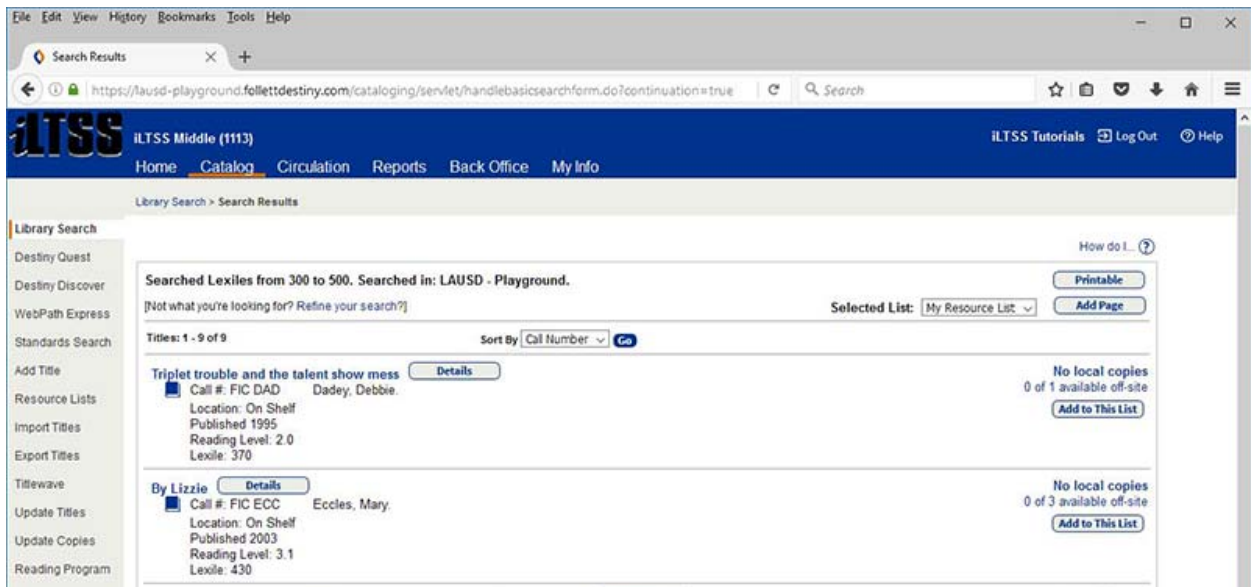 File Edit View History Bookmarks Tools Help
Search Results
https://lausd-playground.follettdestiny.com/cataloging/servlet/handlebasicsearchform.do?continuation=true
Search
iLTSS
iLTSS Middle (1113)
iLTSS Tutorials Log Out Help
Home Catalog Circulation Reports Back Office My Info
Library Search > Search Results
Library Search
Destiny Quest
Destiny Discover
WebPath Express
Standards Search
Add Title
Resource Lists
Import Titles
Export Titles
Titlewave
Update Titles
Update Copies
Reading Program
How do I... ?
Searched Lexiles from 300 to 500. Searched in: LAUSD - Playground.
Printable
[Not what you're looking for? Refine your search?]
Selected List: My Resource List
Add Page
Titles: 1 - 9 of 9
Sort By Call Number Go
Triplet trouble and the talent show mess Details
No local copies
Call #: FIC DAD Dadey, Debbie.
0 of 1 available off-site
Location: On Shelf
Add to This List
Published 1995
Reading Level: 2.0
Lexile: 370
By Lizzie Details
No local copies
Call #: FIC ECC Eccles, Mary.
0 of 3 available off-site
Location: On Shelf
Add to This List
Published 2003
Reading Level: 3.1
Lexile: 430